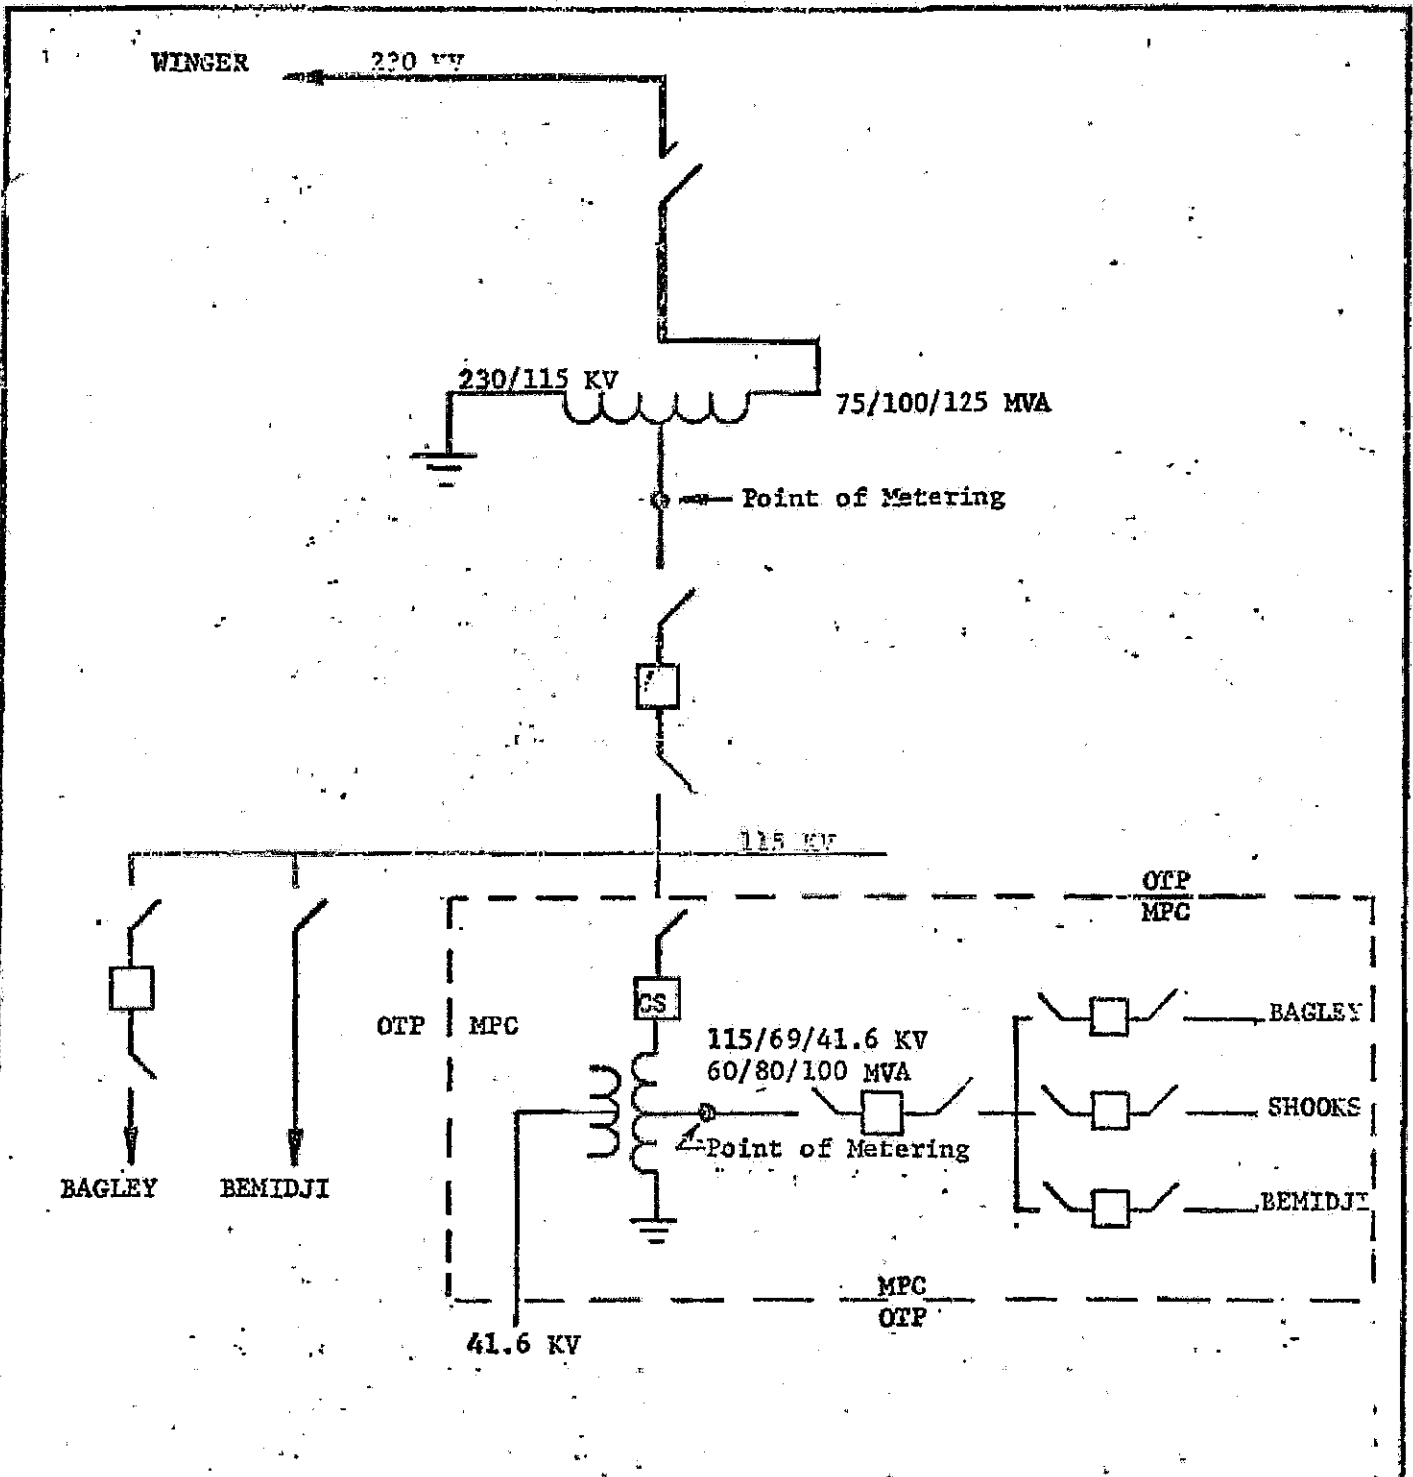 WINGER
230/115 KV
75/100/125 MVA
Point of Metering
115 KV
OTP
MPC
CS
OTP
MPC
115/69/41.6 KV
60/80/100 MVA
Point of Metering
BAGLEY
SHOOKS
BEMIDJI
BAGLEY
BEMIDJI
MPC
OTP
41.6 KV